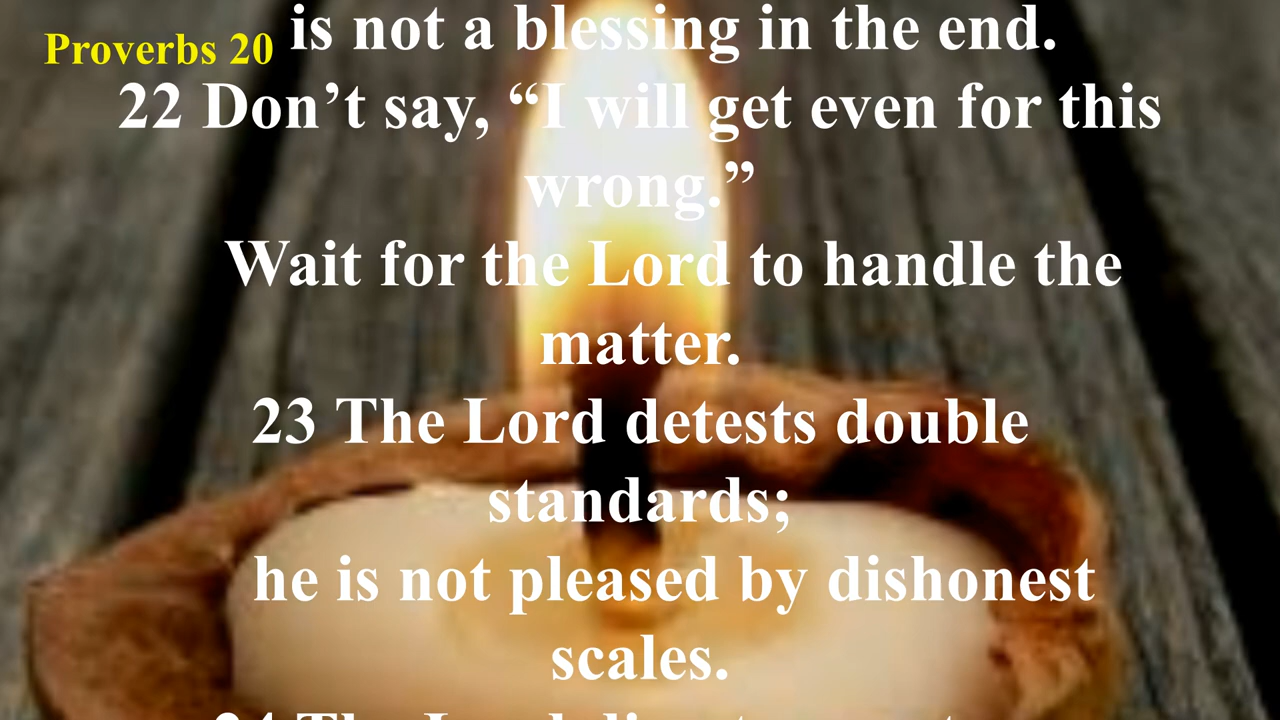 Proverbs 20
is not a blessing in the end.
22 Don’t say, “I will get even for this
wrong.”
Wait for the Lord to handle the
matter.
23 The Lord detests double
standards;
he is not pleased by dishonest
scales.